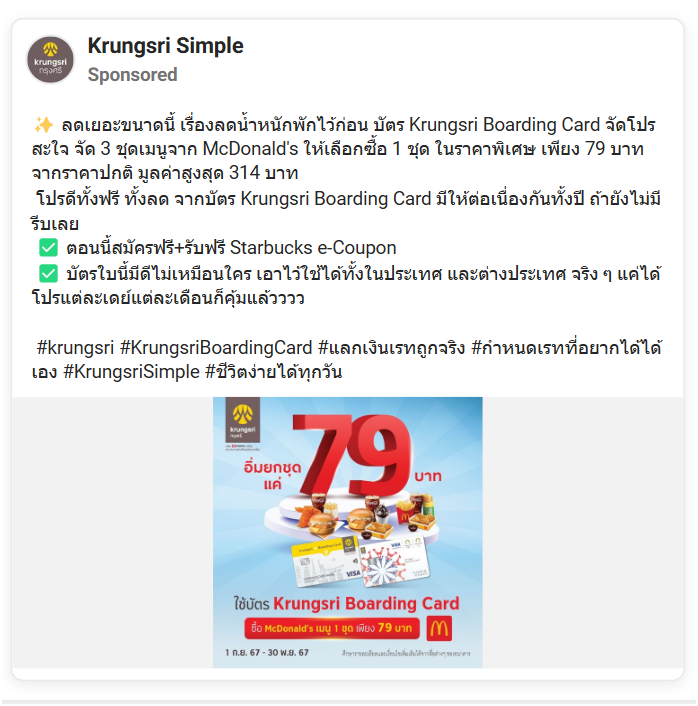 Krungsri Simple
Sponsored
✨ ลดเยอะขนาดนี้ เรื่องลดน้ำหนักพักไว้ก่อน บัตร Krungsri Boarding Card จัดโปร
สะใจ จัด 3 ชุดเมนูจาก McDonald's ให้เลือกซื้อ 1 ชุด ในราคาพิเศษ เพียง 79 บาท
จากราคาปกติ มูลค่าสูงสุด 314 บาท
โปรดีทั้งฟรี ทั้งลด จากบัตร Krungsri Boarding Card มีให้ต่อเนื่องกันทั้งปี ถ้ายังไม่มี
รีบเลย
✅ ตอนนี้สมัครฟรี+รับฟรี Starbucks e-Coupon
✅ บัตรใบนี้มีดีไม่เหมือนใคร เอาไว้ใช้ได้ทั้งในประเทศ และต่างประเทศ จริง ๆ แค่ได้
โปรแต่ละเดย์แต่ละเดือนก็คุ้มแล้วววว
#krungsri #KrungsriBoardingCard #แลกเงินเรทถูกจริง #กำหนดเรทที่อยากได้ได้
เอง #KrungsriSimple #ชีวิตง่ายได้ทุกวัน
krungsri
กรุงศรี
krungsri
กรุงศรี
อิ่มยกชุด
แค่
79
บาท
VISA
VISA
ใช้บัตร Krungsri Boarding Card
ซื้อ McDonald's เมนู 1 ชุด เพียง 79 บาท
1 ก.ย. 67 - 30 พ.ย. 67